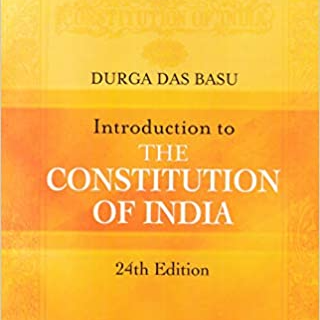 CONSTITUTION OF INDIA
DURGA DAS BASU
Introduction to
THE
CONSTITUTION
OF INDIA
24th Edition